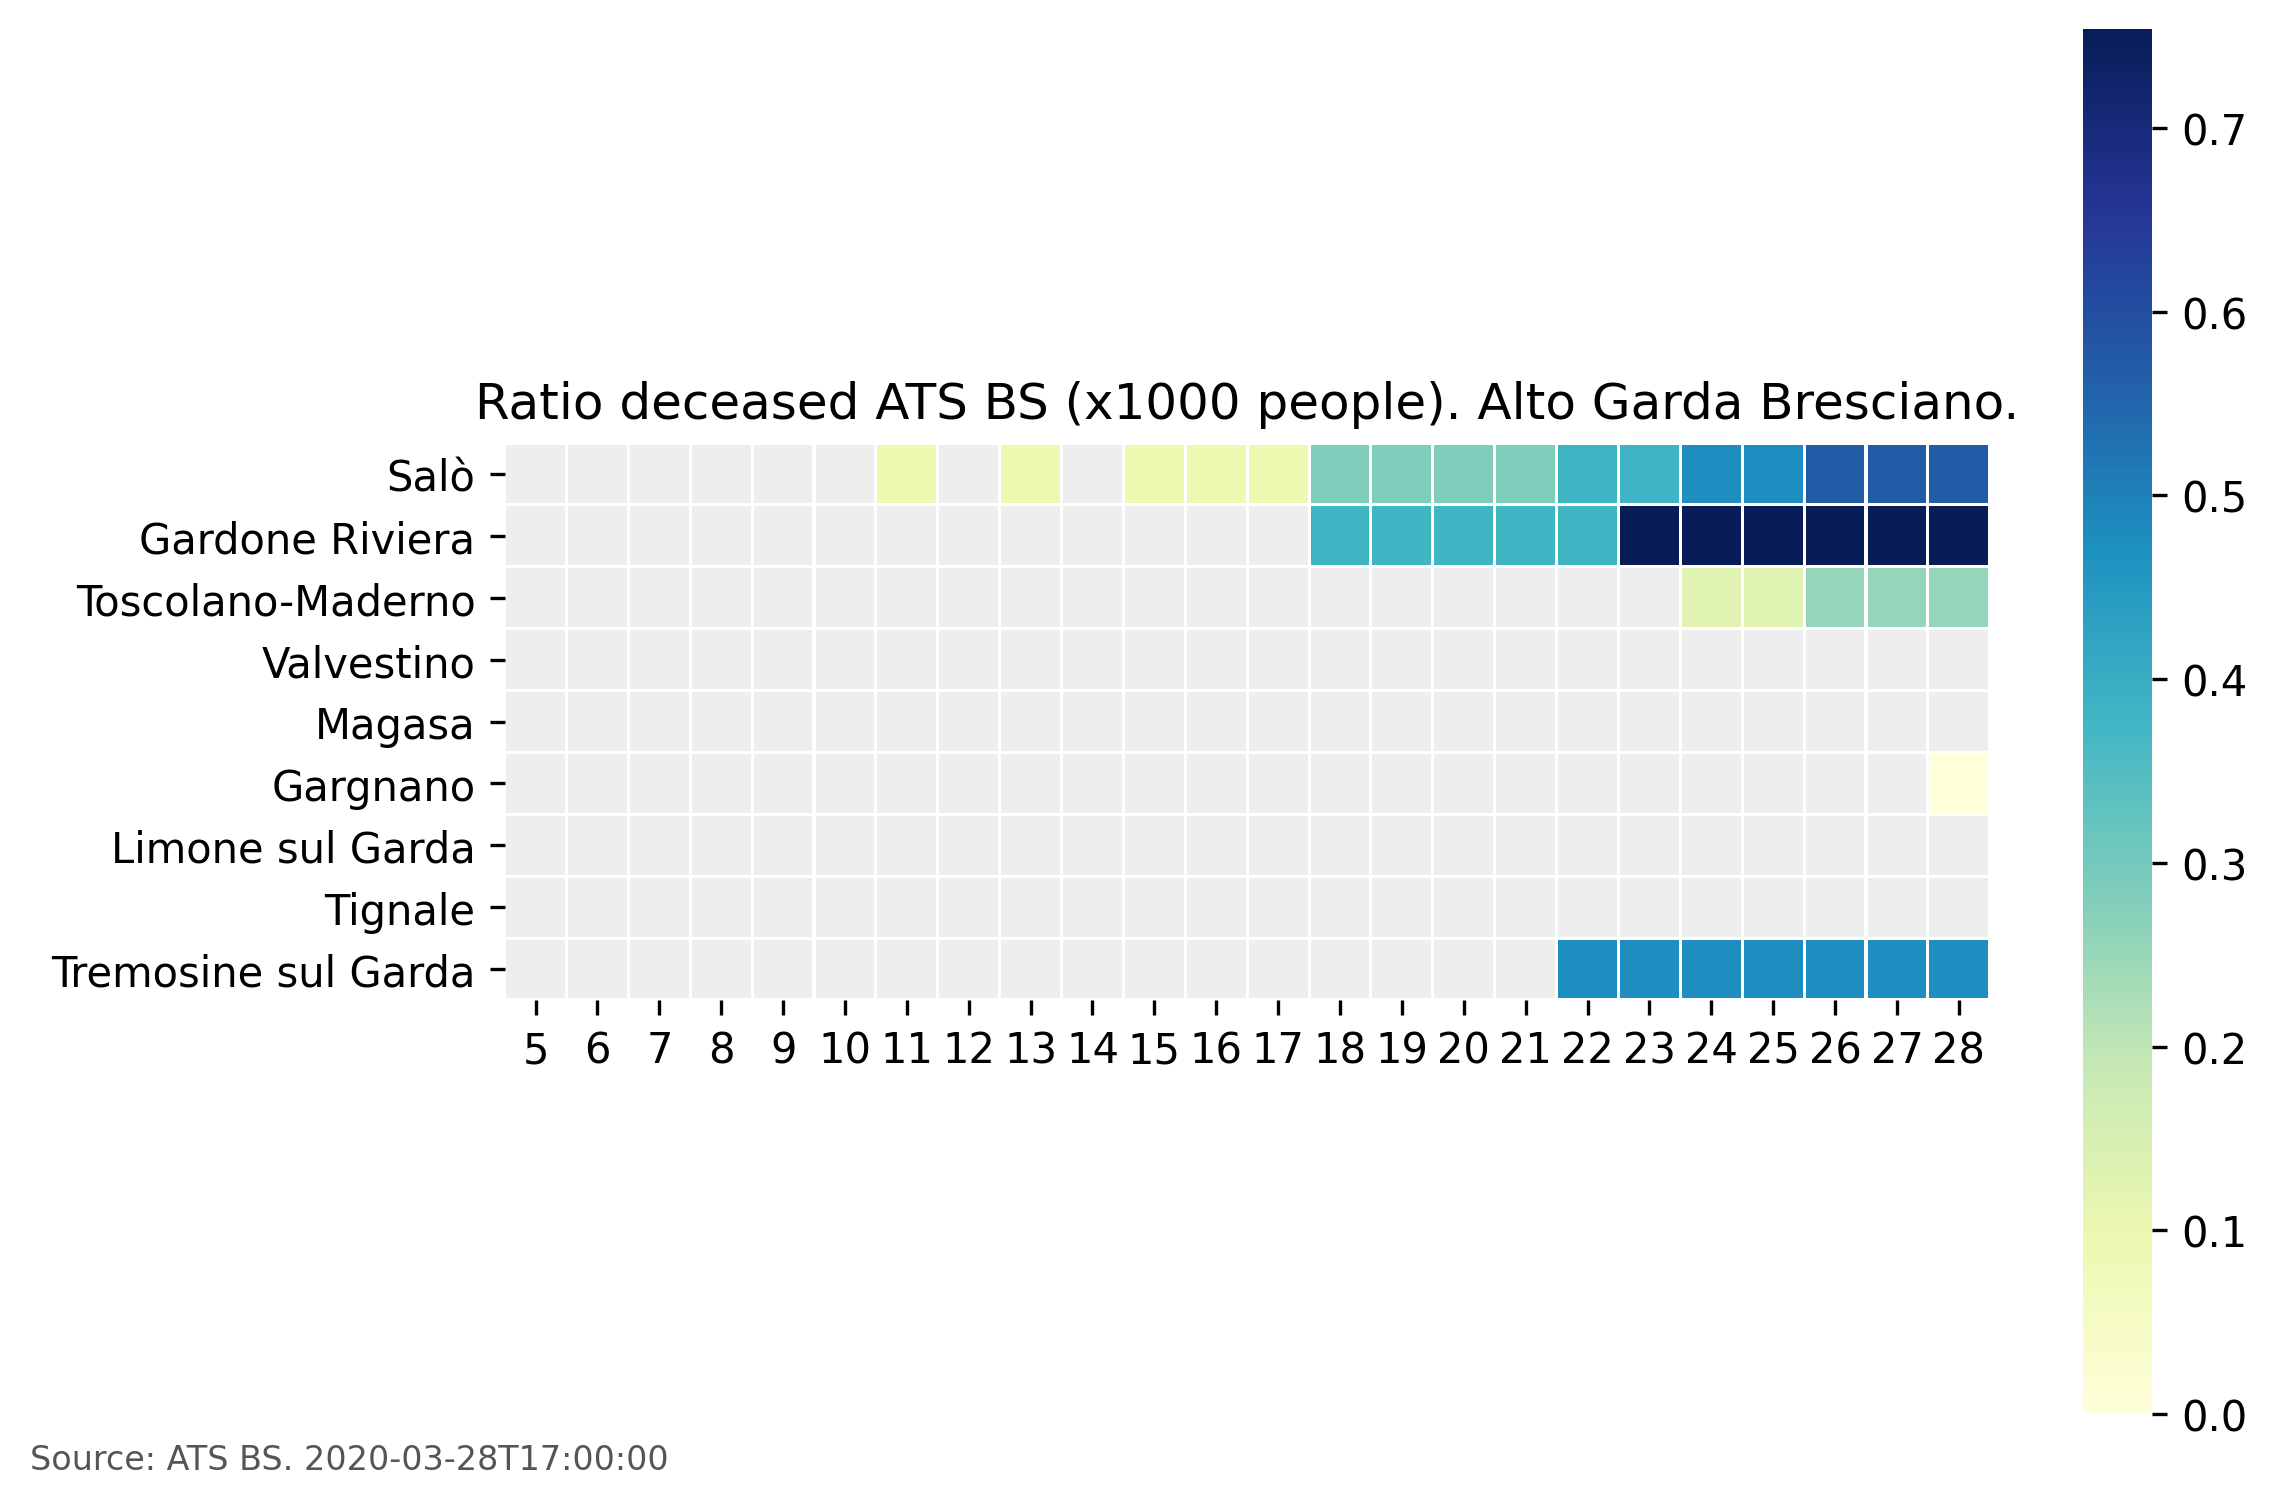 Ratio deceased ATS BS (x1000 people). Alto Garda Bresciano.
Salò
Gardone Riviera
Toscolano-Maderno
Valvestino
Magasa
Gargnano
Limone sul Garda
Tignale
Tremosine sul Garda
5 6 7 8 9 10 11 12 13 14 15 16 17 18 19 20 21 22 23 24 25 26 27 28
0.7
0.6
0.5
0.4
0.3
0.2
0.1
0.0
Source: ATS BS. 2020-03-28T17:00:00